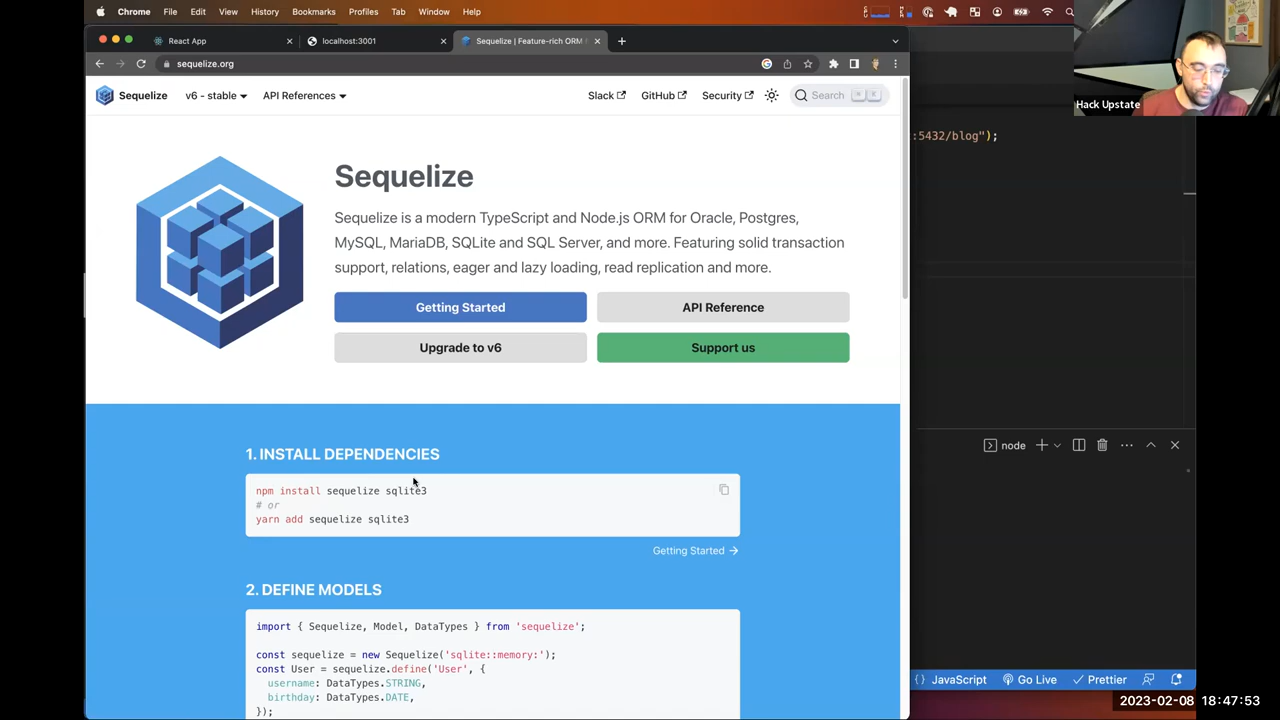 Chrome File Edit View History Bookmarks Profiles Tab Window Help
React App
localhost:3001
Sequelize | Feature-rich ORM
sequelize.org
Sequelize
v6 - stable
API References
Slack
GitHub
Security
Search
Hack Upstate
:5432/blog");
Sequelize
Sequelize is a modern TypeScript and Node.js ORM for Oracle, Postgres,
MySQL, MariaDB, SQLite and SQL Server, and more. Featuring solid transaction
support, relations, eager and lazy loading, read replication and more.
Getting Started
API Reference
Upgrade to v6
Support us
1. INSTALL DEPENDENCIES
npm install sequelize sqlite3
# or
yarn add sequelize sqlite3
Getting Started →
node
2. DEFINE MODELS
import { Sequelize, Model, DataTypes } from 'sequelize';
const sequelize = new Sequelize('sqlite::memory:');
const User = sequelize.define('User', {
username: DataTypes.STRING,
birthday: DataTypes.DATE,
});
{ } JavaScript
Go Live
Prettier
2023-02-08 18:47:53